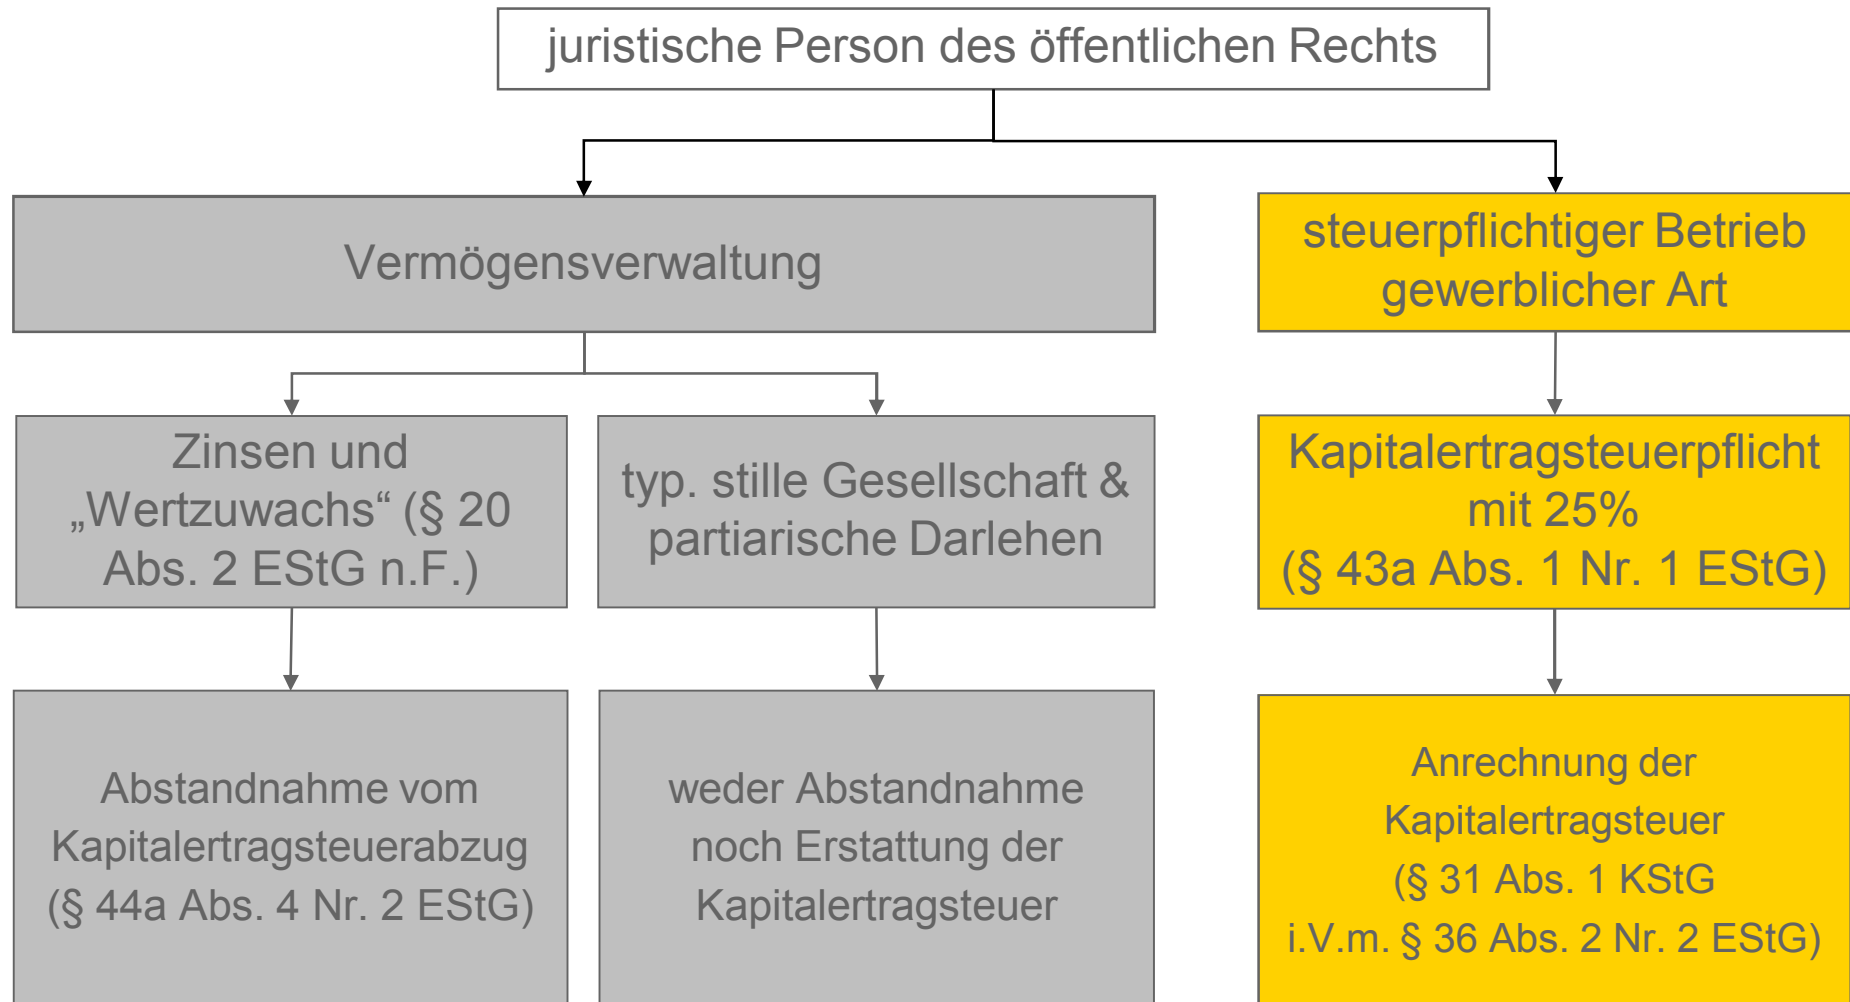 juristische Person des öffentlichen Rechts
Vermögensverwaltung
steuerpflichtiger Betrieb
gewerblicher Art
Zinsen und
„Wertzuwachs“ (§ 20
Abs. 2 EStG n.F.)
typ. stille Gesellschaft &
partiarische Darlehen
Kapitalertragsteuerpflicht
mit 25%
(§ 43a Abs. 1 Nr. 1 EStG)
Abstandnahme vom
Kapitalertragsteuerabzug
(§ 44a Abs. 4 Nr. 2 EStG)
weder Abstandnahme
noch Erstattung der
Kapitalertragsteuer
Anrechnung der
Kapitalertragsteuer
(§ 31 Abs. 1 KStG
i.V.m. § 36 Abs. 2 Nr. 2 EStG)